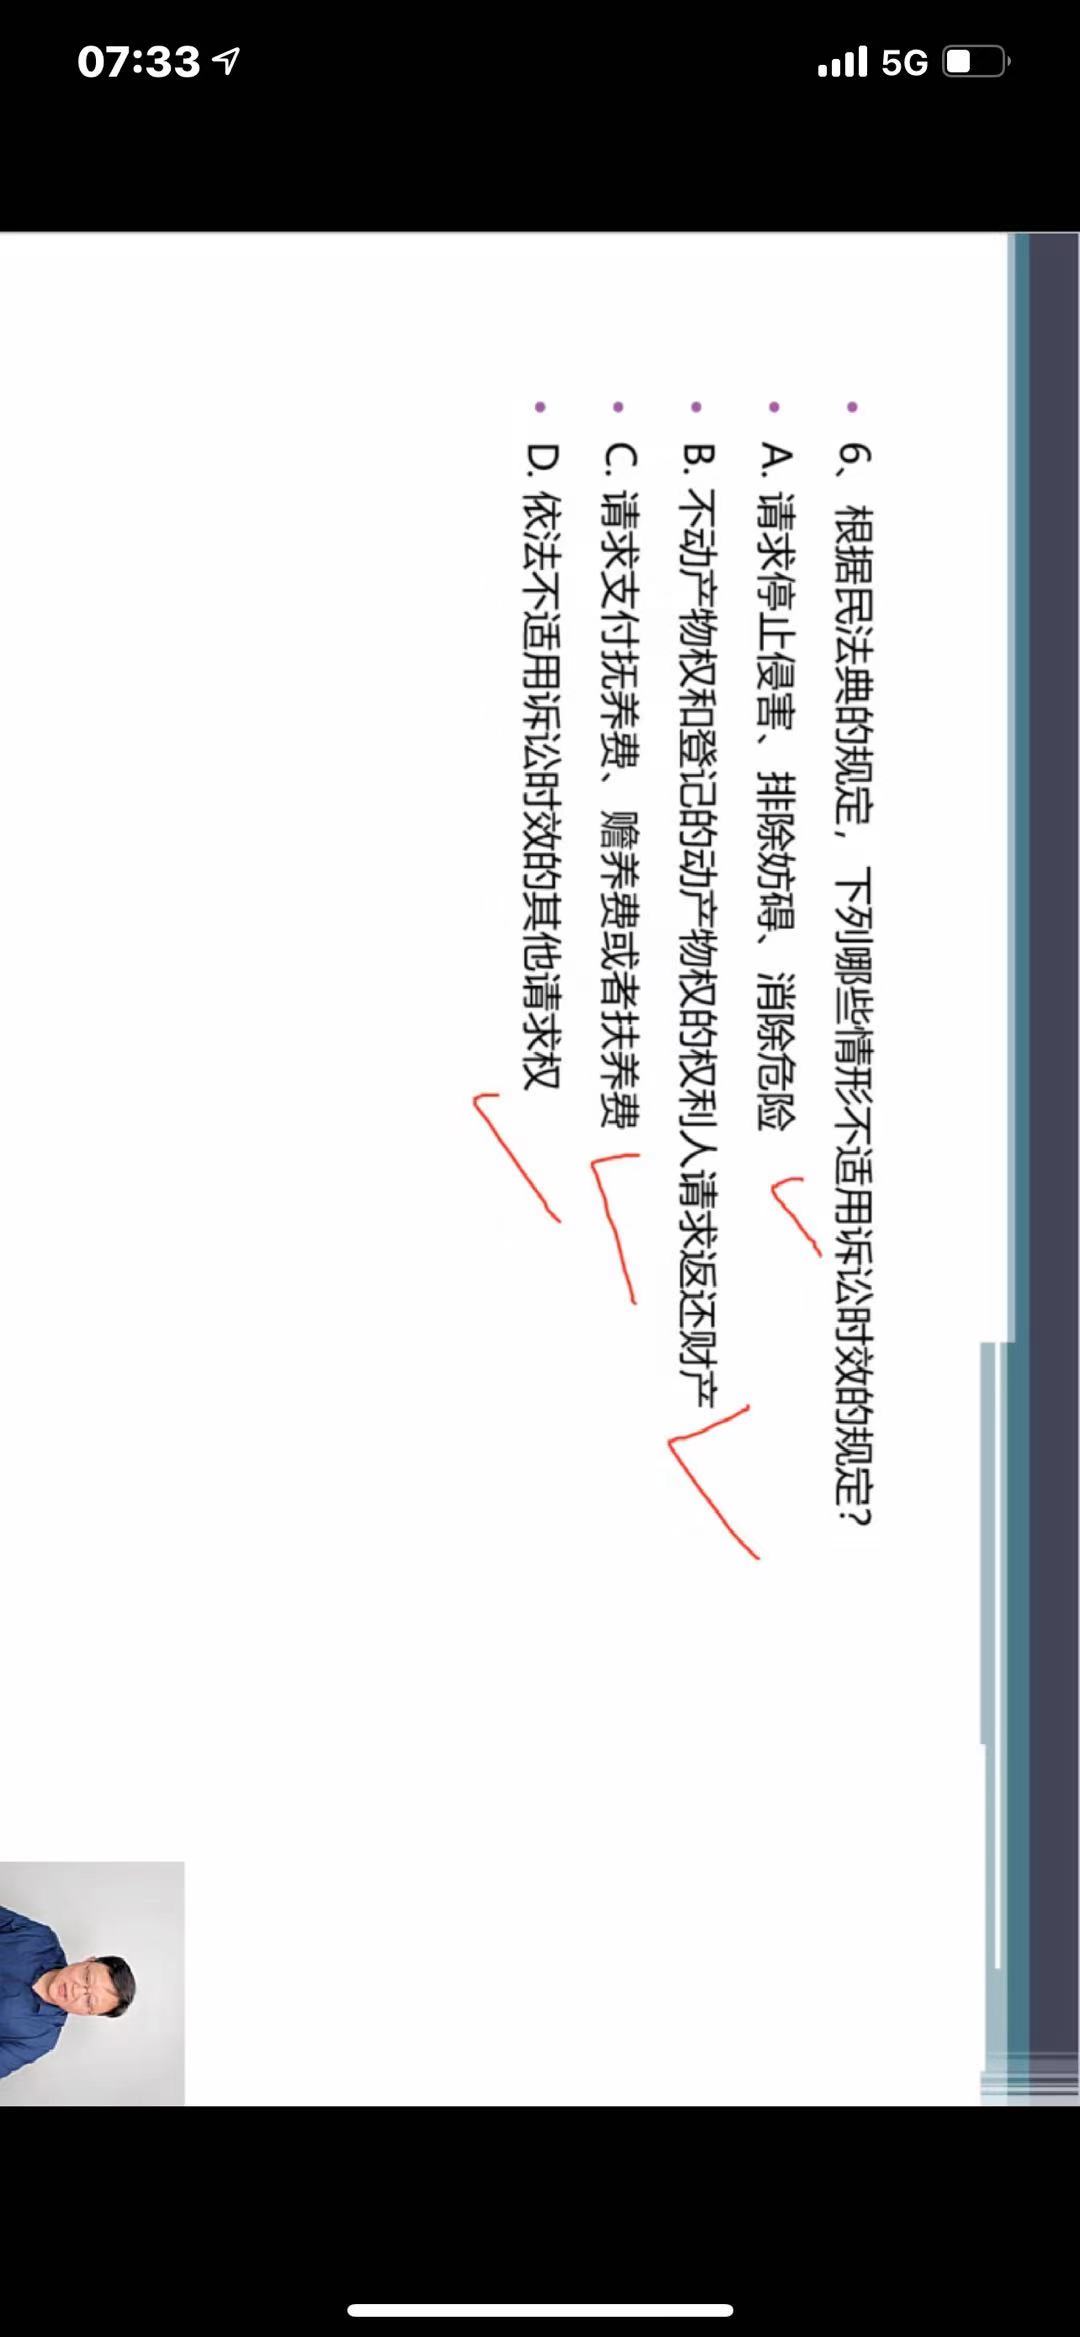 07:33
5G
• 6、根据民法典的规定，下列哪些情形不适用诉讼时效的规定？
• A. 请求停止侵害、排除妨碍、消除危险
• B. 不动产物权和登记的动产物权的权利人请求返还财产
• C. 请求支付抚养费、赡养费或者扶养费
• D. 依法不适用诉讼时效的其他请求权